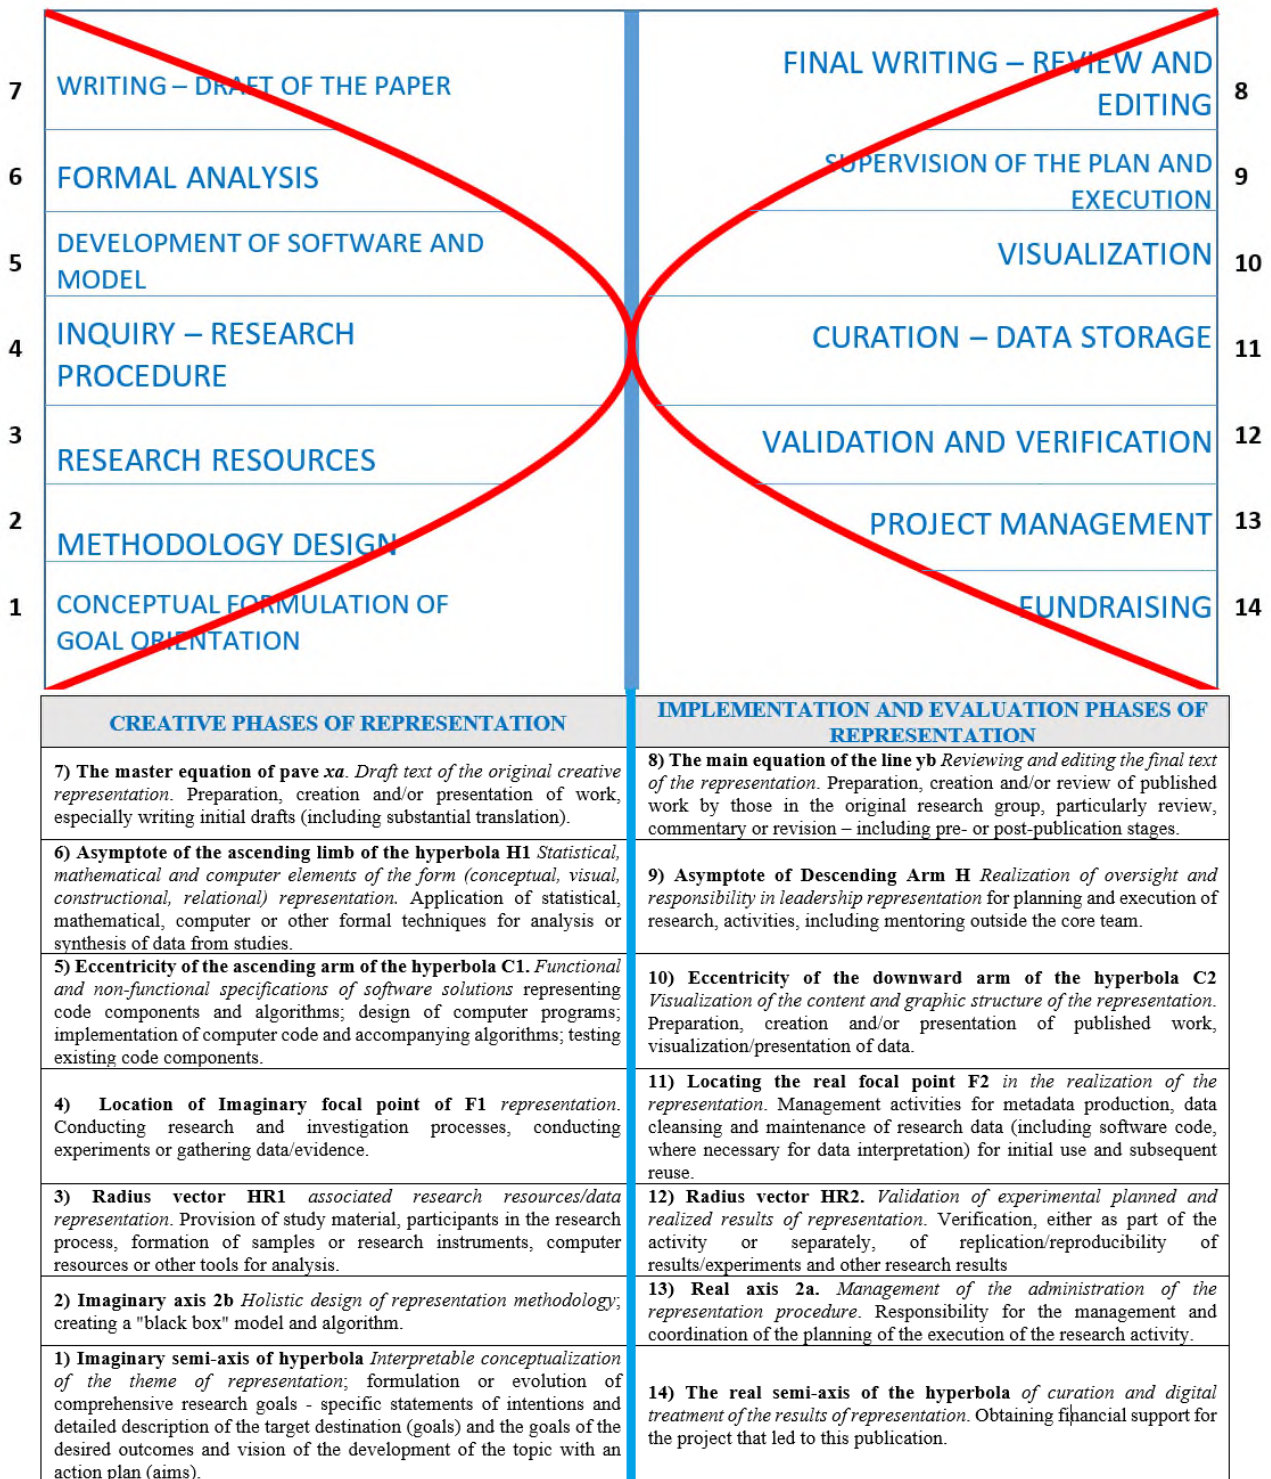 7
WRITING – DRAFT OF THE PAPER
6
FORMAL ANALYSIS
5
DEVELOPMENT OF SOFTWARE AND
MODEL
4
INQUIRY – RESEARCH
PROCEDURE
3
RESEARCH RESOURCES
2
METHODOLOGY DESIGN
1
CONCEPTUAL FORMULATION OF
GOAL ORIENTATION
FINAL WRITING – REVIEW AND
EDITING
8
SUPERVISION OF THE PLAN AND
EXECUTION
9
VISUALIZATION
10
CURATION – DATA STORAGE
11
VALIDATION AND VERIFICATION
12
PROJECT MANAGEMENT
13
FUNDRAISING
14
CREATIVE PHASES OF REPRESENTATION
IMPLEMENTATION AND EVALUATION PHASES OF
REPRESENTATION
7) The master equation of pave xa. Draft text of the original creative
representation. Preparation, creation and/or presentation of work,
especially writing initial drafts (including substantial translation).
8) The main equation of the line yb Reviewing and editing the final text
of the representation. Preparation, creation and/or review of published
work by those in the original research group, particularly review,
commentary or revision – including pre- or post-publication stages.
6) Asymptote of the ascending limb of the hyperbola H1 Statistical,
mathematical and computer elements of the form (conceptual, visual,
constructional, relational) representation. Application of statistical,
mathematical, computer or other formal techniques for analysis or
synthesis of data from studies.
9) Asymptote of Descending Arm H Realization of oversight and
responsibility in leadership representation for planning and execution of
research, activities, including mentoring outside the core team.
5) Eccentricity of the ascending arm of the hyperbola C1. Functional
and non-functional specifications of software solutions representing
code components and algorithms; design of computer programs;
implementation of computer code and accompanying algorithms; testing
existing code components.
10) Eccentricity of the downward arm of the hyperbola C2
Visualization of the content and graphic structure of the representation.
Preparation, creation and/or presentation of published work,
visualization/presentation of data.
4) Location of Imaginary focal point of F1 representation.
Conducting research and investigation processes, conducting
experiments or gathering data/evidence.
11) Locating the real focal point F2 in the realization of the
representation. Management activities for metadata production, data
cleansing and maintenance of research data (including software code,
where necessary for data interpretation) for initial use and subsequent
reuse.
3) Radius vector HR1 associated research resources/data
representation. Provision of study material, participants in the research
process, formation of samples or research instruments, computer
resources or other tools for analysis.
12) Radius vector HR2. Validation of experimental planned and
realized results of representation. Verification, either as part of the
activity or separately, of replication/reproducibility of
results/experiments and other research results
2) Imaginary axis 2b Holistic design of representation methodology;
creating a "black box" model and algorithm.
13) Real axis 2a. Management of the administration of the
representation procedure. Responsibility for the management and
coordination of the planning of the execution of the research activity.
1) Imaginary semi-axis of hyperbola Interpretable conceptualization
of the theme of representation; formulation or evolution of
comprehensive research goals - specific statements of intentions and
detailed description of the target destination (goals) and the goals of the
desired outcomes and vision of the development of the topic with an
action plan (aims).
14) The real semi-axis of the hyperbola of curation and digital
treatment of the results of representation. Obtaining financial support for
the project that led to this publication.